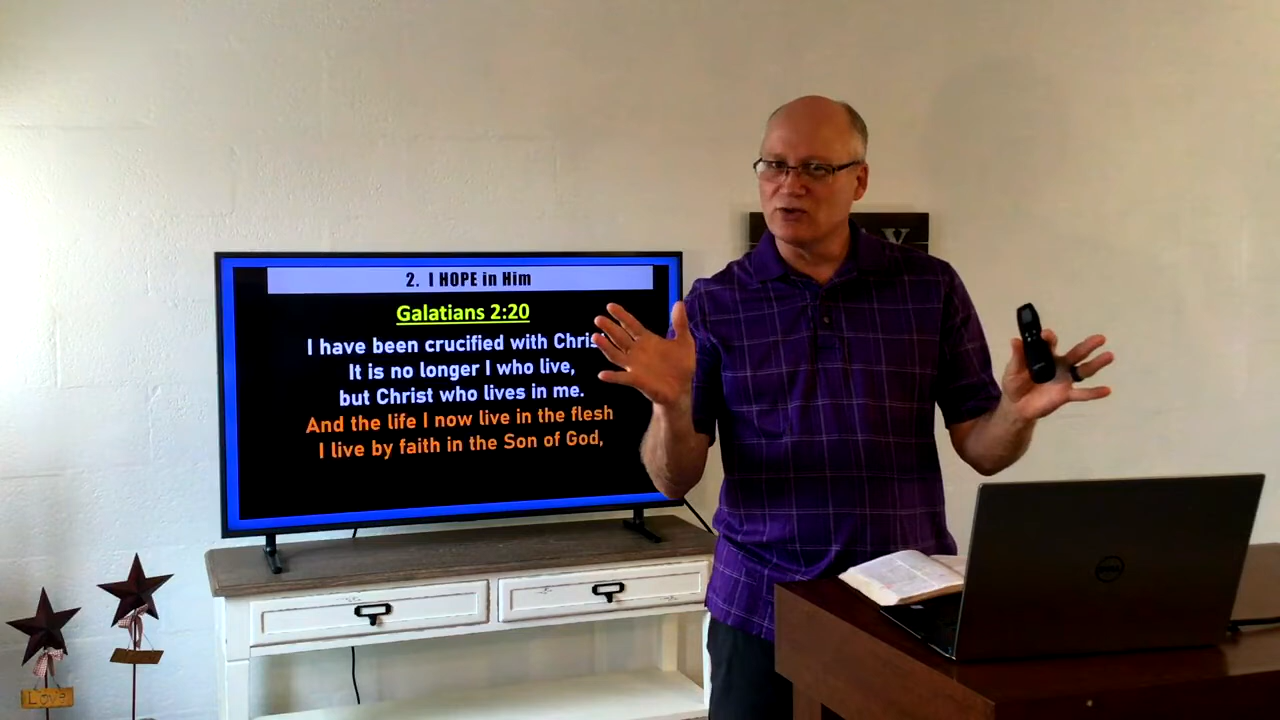 2. I HOPE in Him
Galatians 2:20
I have been crucified with Chris
It is no longer I who live,
but Christ who lives in me.
And the life I now live in the flesh
I live by faith in the Son of God,
DELL
Love